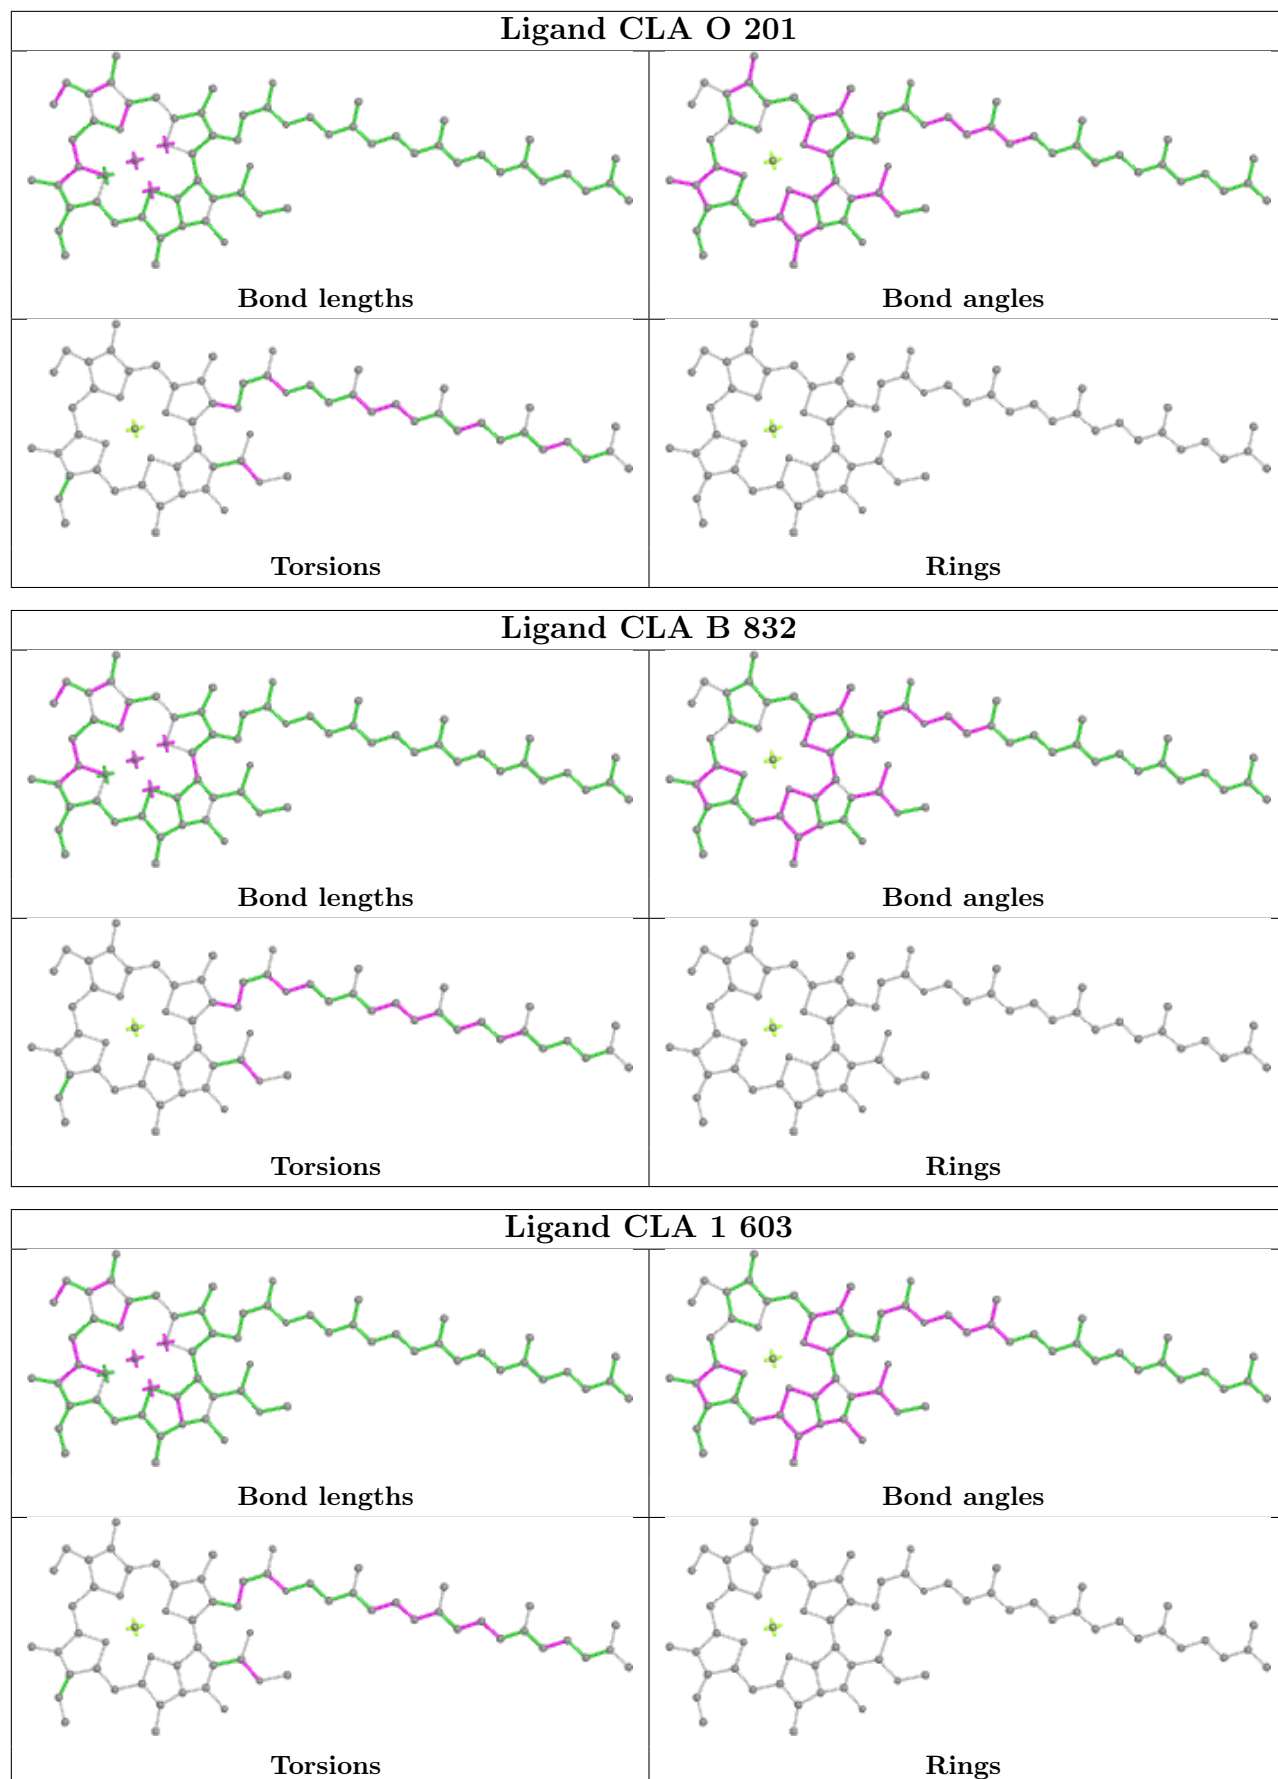 Ligand CLA O 201
Bond lengths
Bond angles
Torsions
Rings
Ligand CLA B 832
Bond lengths
Bond angles
Torsions
Rings
Ligand CLA 1 603
Bond lengths
Bond angles
Torsions
Rings